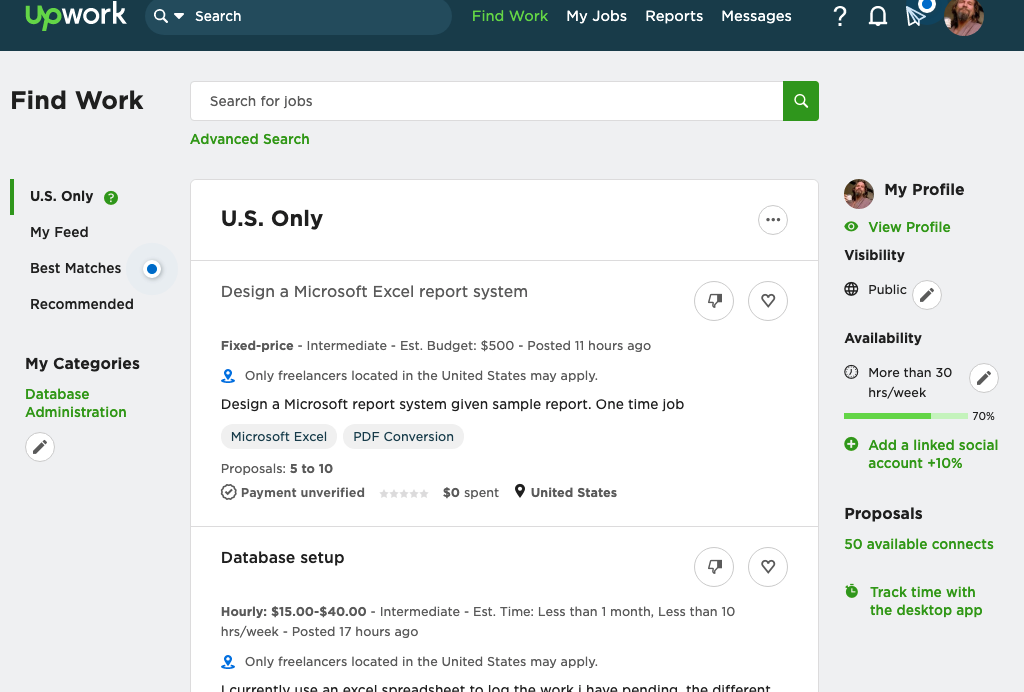 Upwork
Search
Find Work
My Jobs
Reports
Messages
?
Find Work
Search for jobs
Advanced Search
U.S. Only ?
My Feed
Best Matches
Recommended
My Categories
Database
Administration
U.S. Only
Design a Microsoft Excel report system
Fixed-price - Intermediate - Est. Budget: $500 - Posted 11 hours ago
Only freelancers located in the United States may apply.
Design a Microsoft report system given sample report. One time job
Microsoft Excel
PDF Conversion
Proposals: 5 to 10
Payment unverified $0 spent United States
Database setup
Hourly: $15.00-$40.00 - Intermediate - Est. Time: Less than 1 month, Less than 10
hrs/week - Posted 17 hours ago
Only freelancers located in the United States may apply.
I currently use an excel spreadsheet to log the work i have pending, the different
My Profile
View Profile
Visibility
Public
Availability
More than 30
hrs/week
70%
Add a linked social
account +10%
Proposals
50 available connects
Track time with
the desktop app